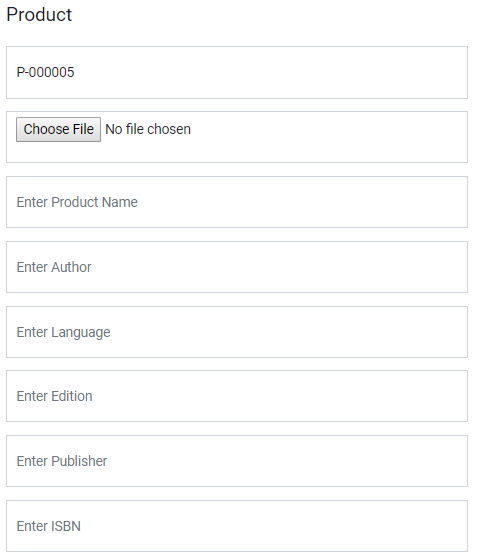 Product
P-000005
Choose File No file chosen
Enter Product Name
Enter Author
Enter Language
Enter Edition
Enter Publisher
Enter ISBN